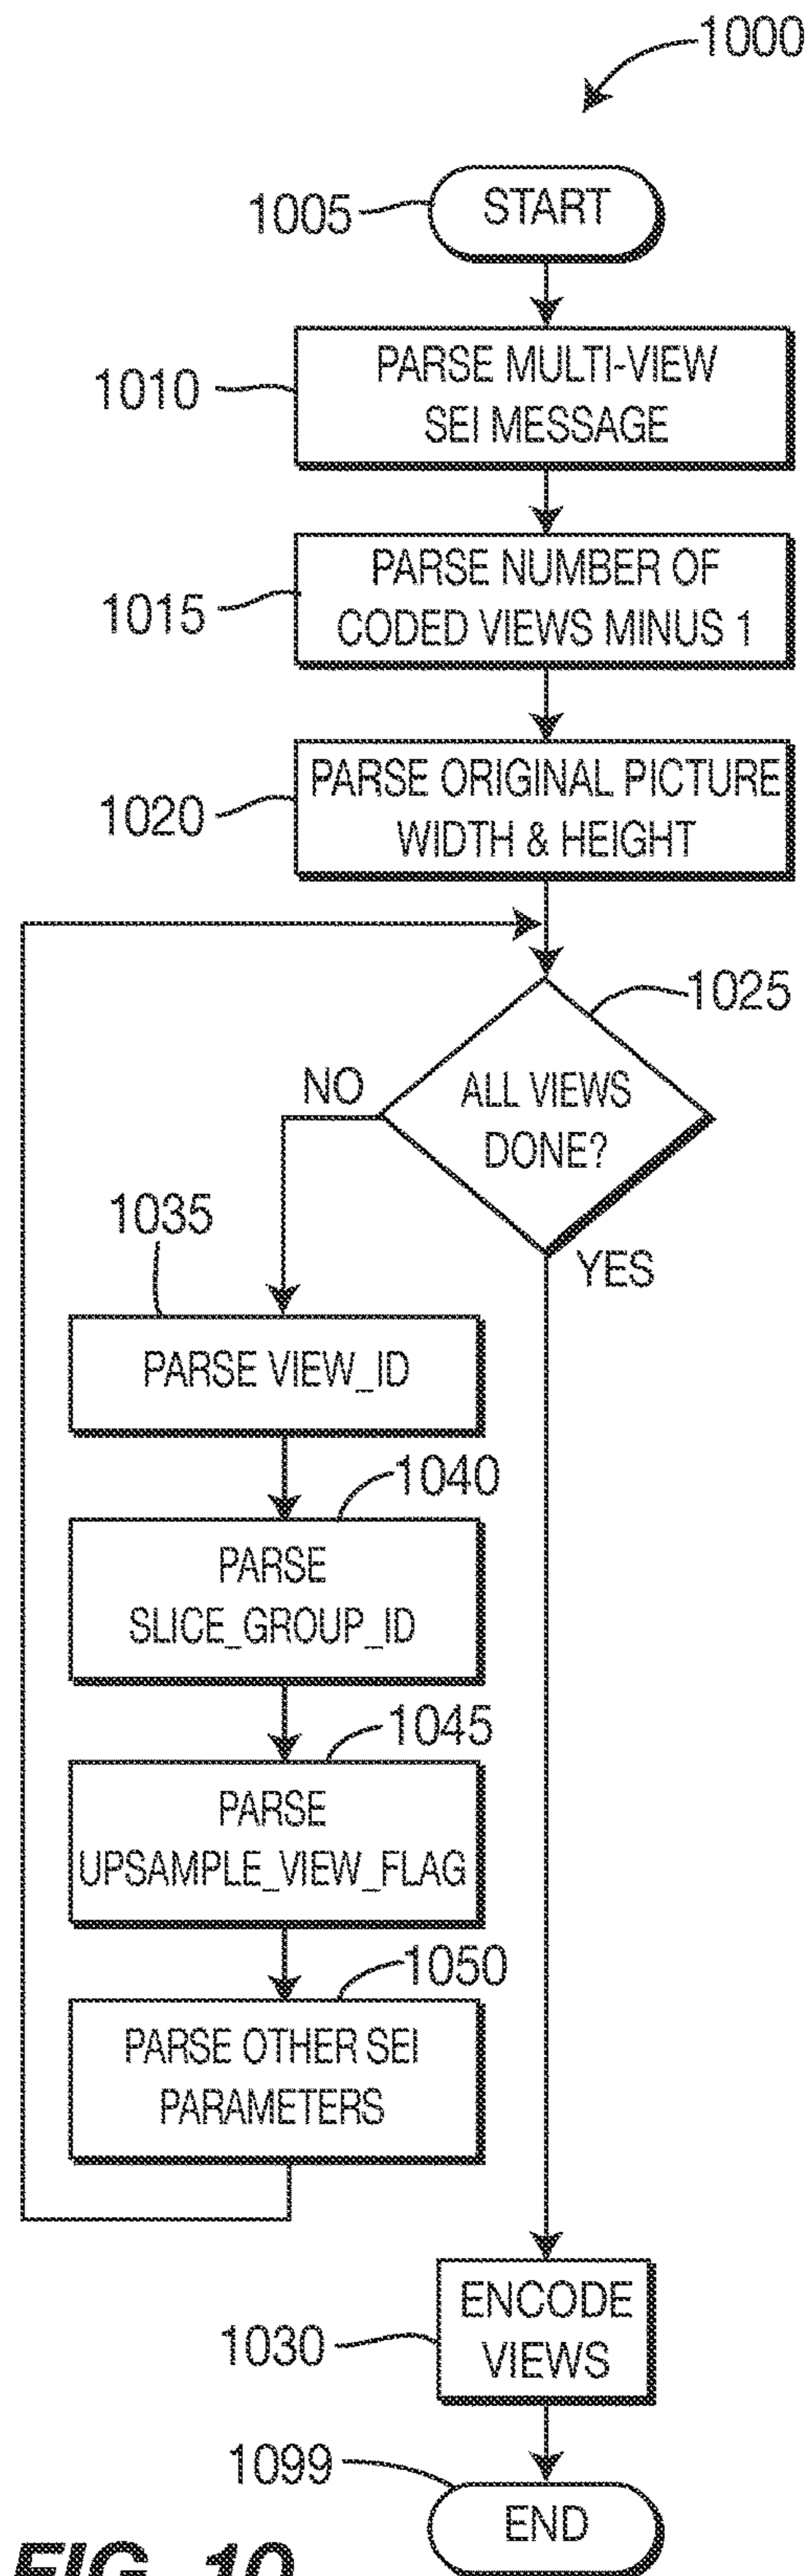 1000
1005
START
1010
PARSE MULTI-VIEW
SEI MESSAGE
1015
PARSE NUMBER OF
CODED VIEWS MINUS 1
1020
PARSE ORIGINAL PICTURE
WIDTH & HEIGHT
1025
ALL VIEWS
DONE?
NO
YES
1035
PARSE VIEW_ID
1040
PARSE
SLICE_GROUP_ID
1045
PARSE
UPSAMPLE_VIEW_FLAG
1050
PARSE OTHER SEI
PARAMETERS
1030
ENCODE
VIEWS
1099
END
FIG. 10